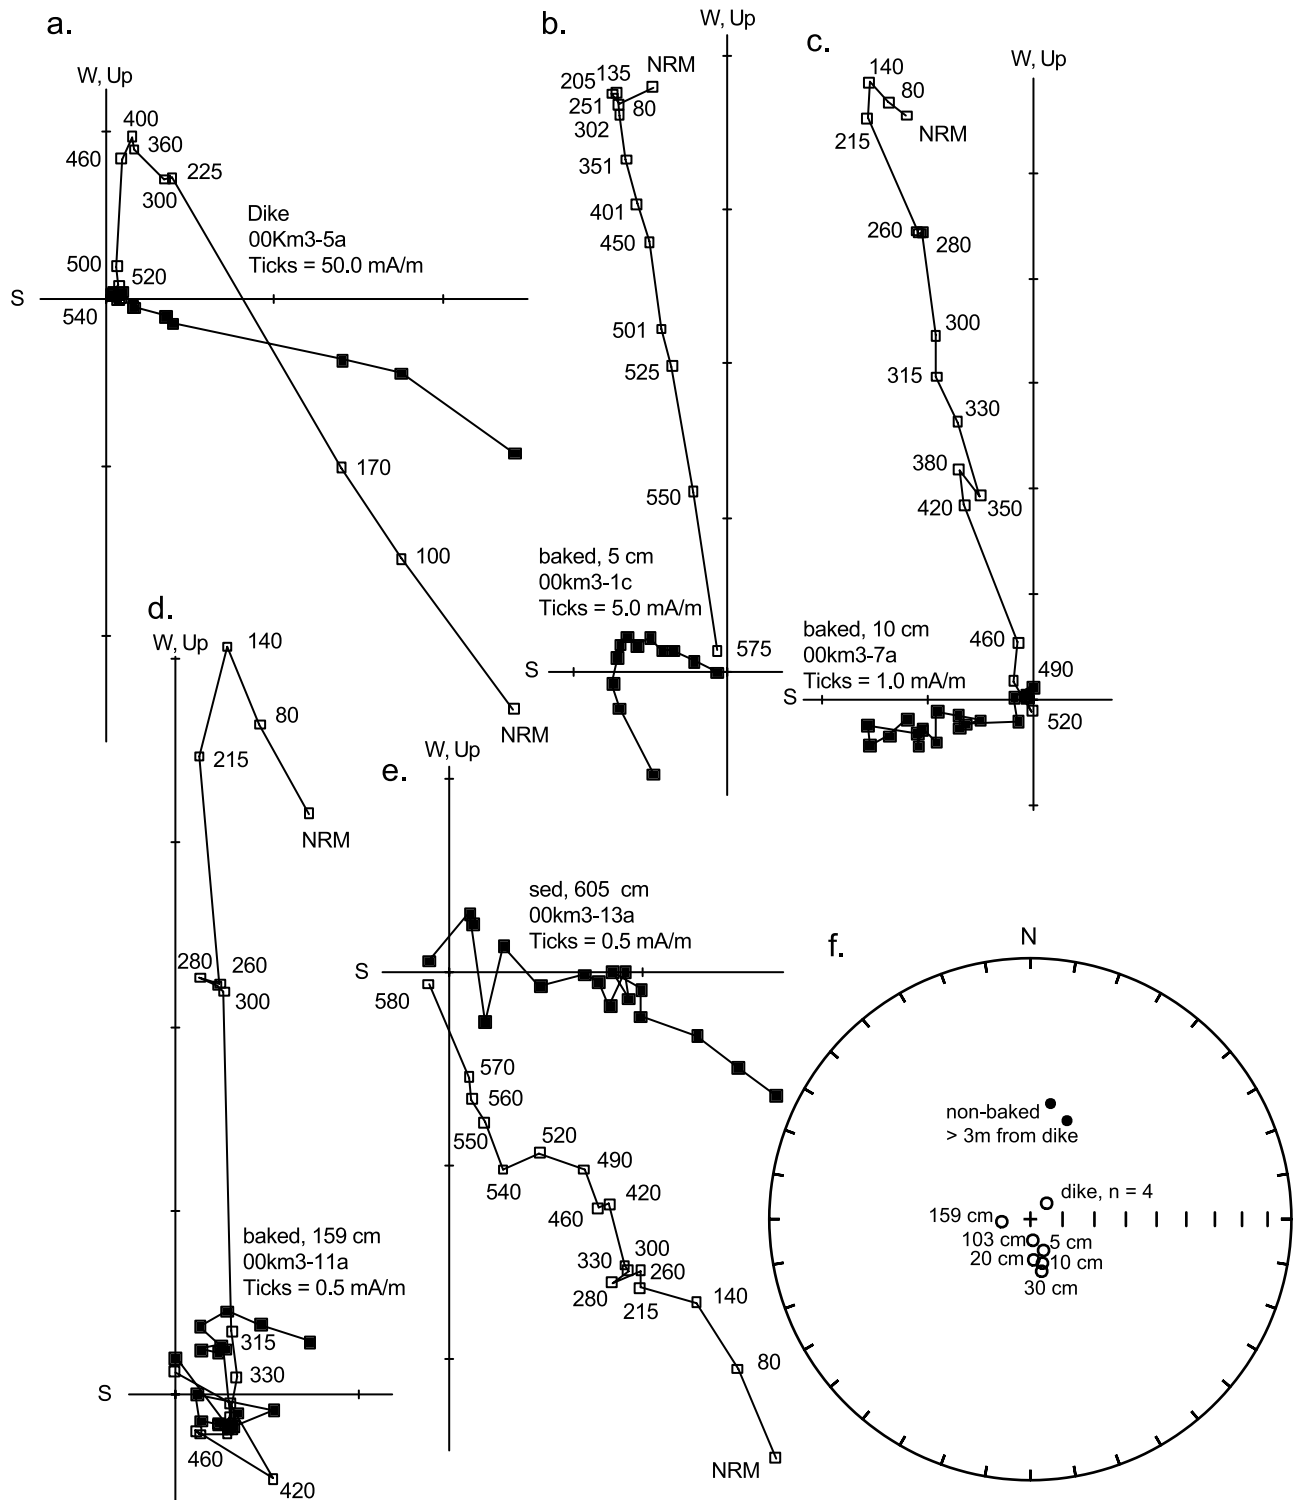 a.
W, Up
400
360
460
225
300
Dike
00Km3-5a
Ticks = 50.0 mA/m
500
520
S
540
170
100
NRM
b.
W, Up
NRM
205
135
251
80
302
351
401
450
501
525
550
baked, 5 cm
00km3-1c
Ticks = 5.0 mA/m
575
S
c.
W, Up
140
80
NRM
215
260
280
300
315
330
380
350
420
baked, 10 cm
00km3-7a
Ticks = 1.0 mA/m
460
490
S
520
d.
W, Up
140
80
215
NRM
280
260
300
baked, 159 cm
00km3-11a
Ticks = 0.5 mA/m
315
330
S
460
420
e.
W, Up
sed, 605 cm
00km3-13a
Ticks = 0.5 mA/m
S
580
570
560
550
520
540
490
420
460
300
330
260
280
215
140
80
NRM
f.
N
non-baked
> 3m from dike
dike, n = 4
159 cm
103 cm
5 cm
20 cm
10 cm
30 cm